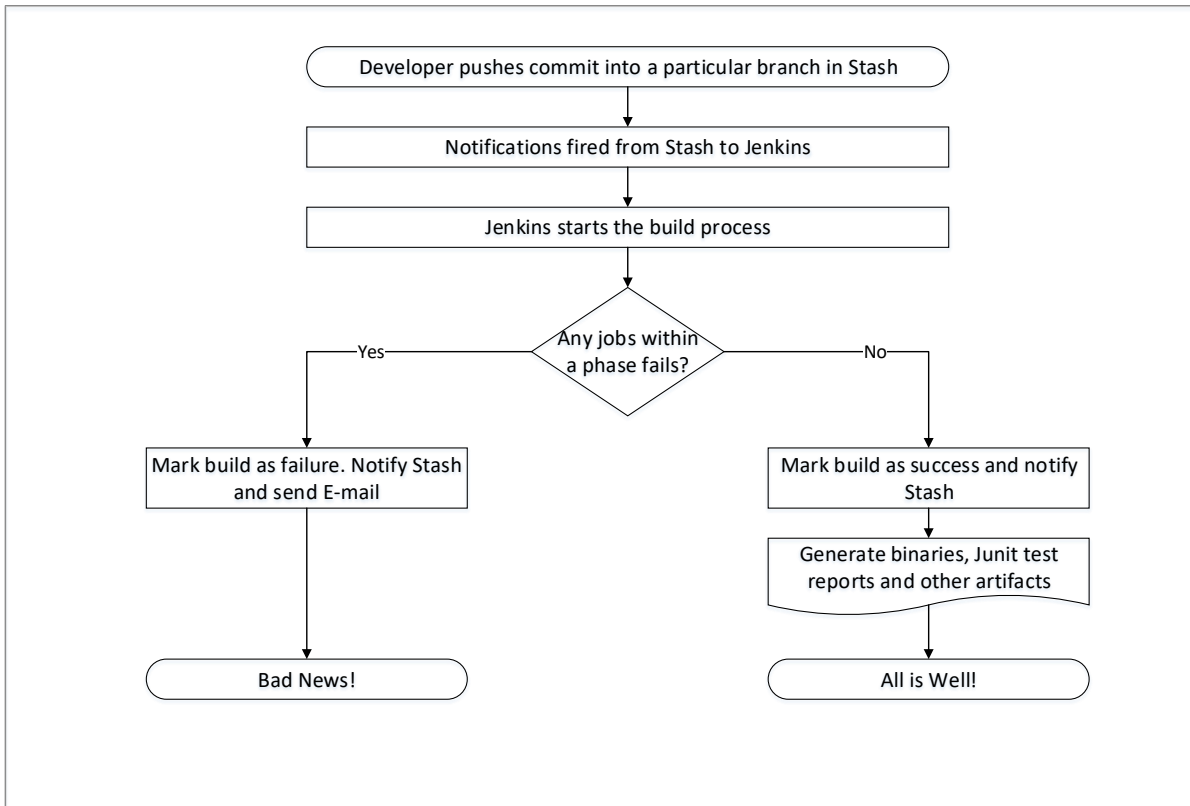 Developer pushes commit into a particular branch in Stash
Notifications fired from Stash to Jenkins
Jenkins starts the build process
Any jobs within
a phase fails?
Yes
No
Mark build as failure. Notify Stash
and send E-mail
Mark build as success and notify
Stash
Generate binaries, Junit test
reports and other artifacts
Bad News!
All is Well!